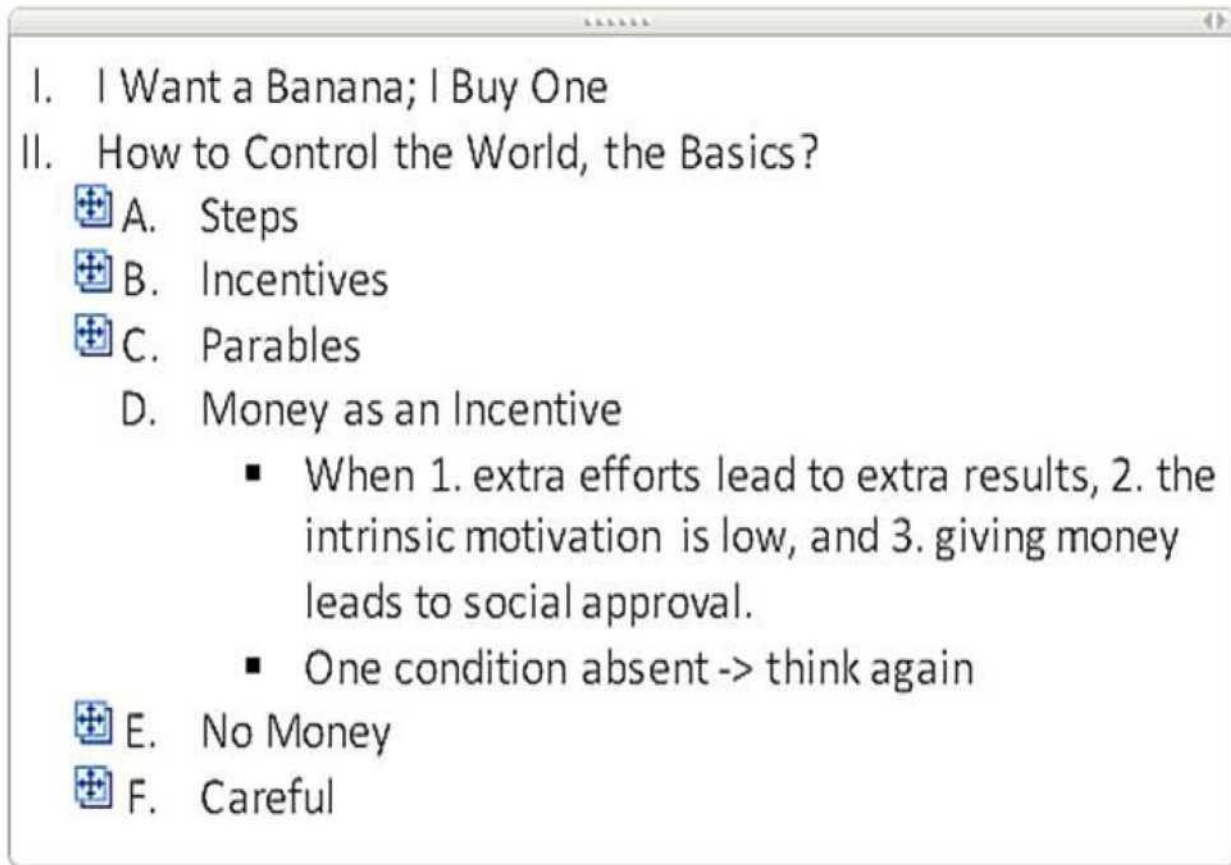 I. I Want a Banana; I Buy One
II. How to Control the World, the Basics?
A. Steps
B. Incentives
C. Parables
D. Money as an Incentive
▪ When 1. extra efforts lead to extra results, 2. the
intrinsic motivation is low, and 3. giving money
leads to social approval.
▪ One condition absent -> think again
E. No Money
F. Careful